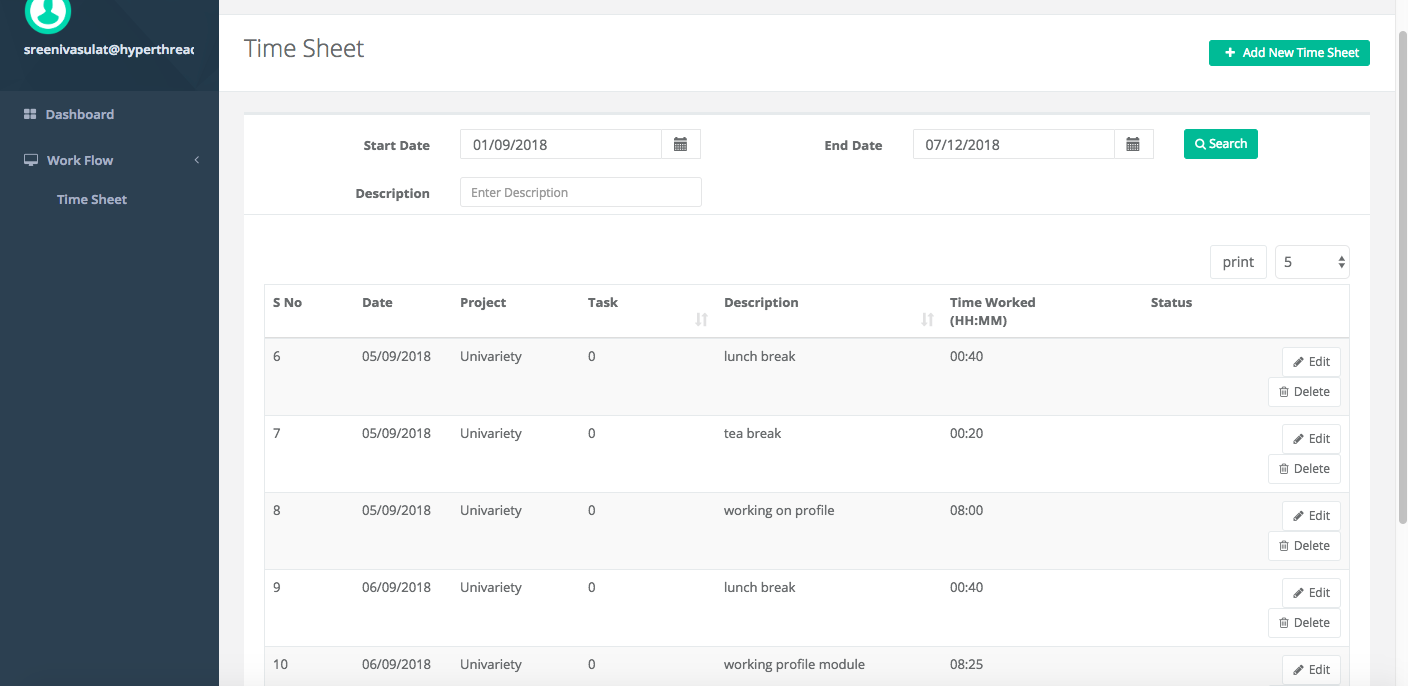 sreenivasulat@hyperthread
Time Sheet
+ Add New Time Sheet
Dashboard
Work Flow
Time Sheet
Start Date 01/09/2018 End Date 07/12/2018 Search
Description Enter Description
print 5
S No Date Project Task Description Time Worked (HH:MM) Status
6 05/09/2018 Univariety 0 lunch break 00:40 Edit
Delete
7 05/09/2018 Univariety 0 tea break 00:20 Edit
Delete
8 05/09/2018 Univariety 0 working on profile 08:00 Edit
Delete
9 06/09/2018 Univariety 0 lunch break 00:40 Edit
Delete
10 06/09/2018 Univariety 0 working profile module 08:25 Edit